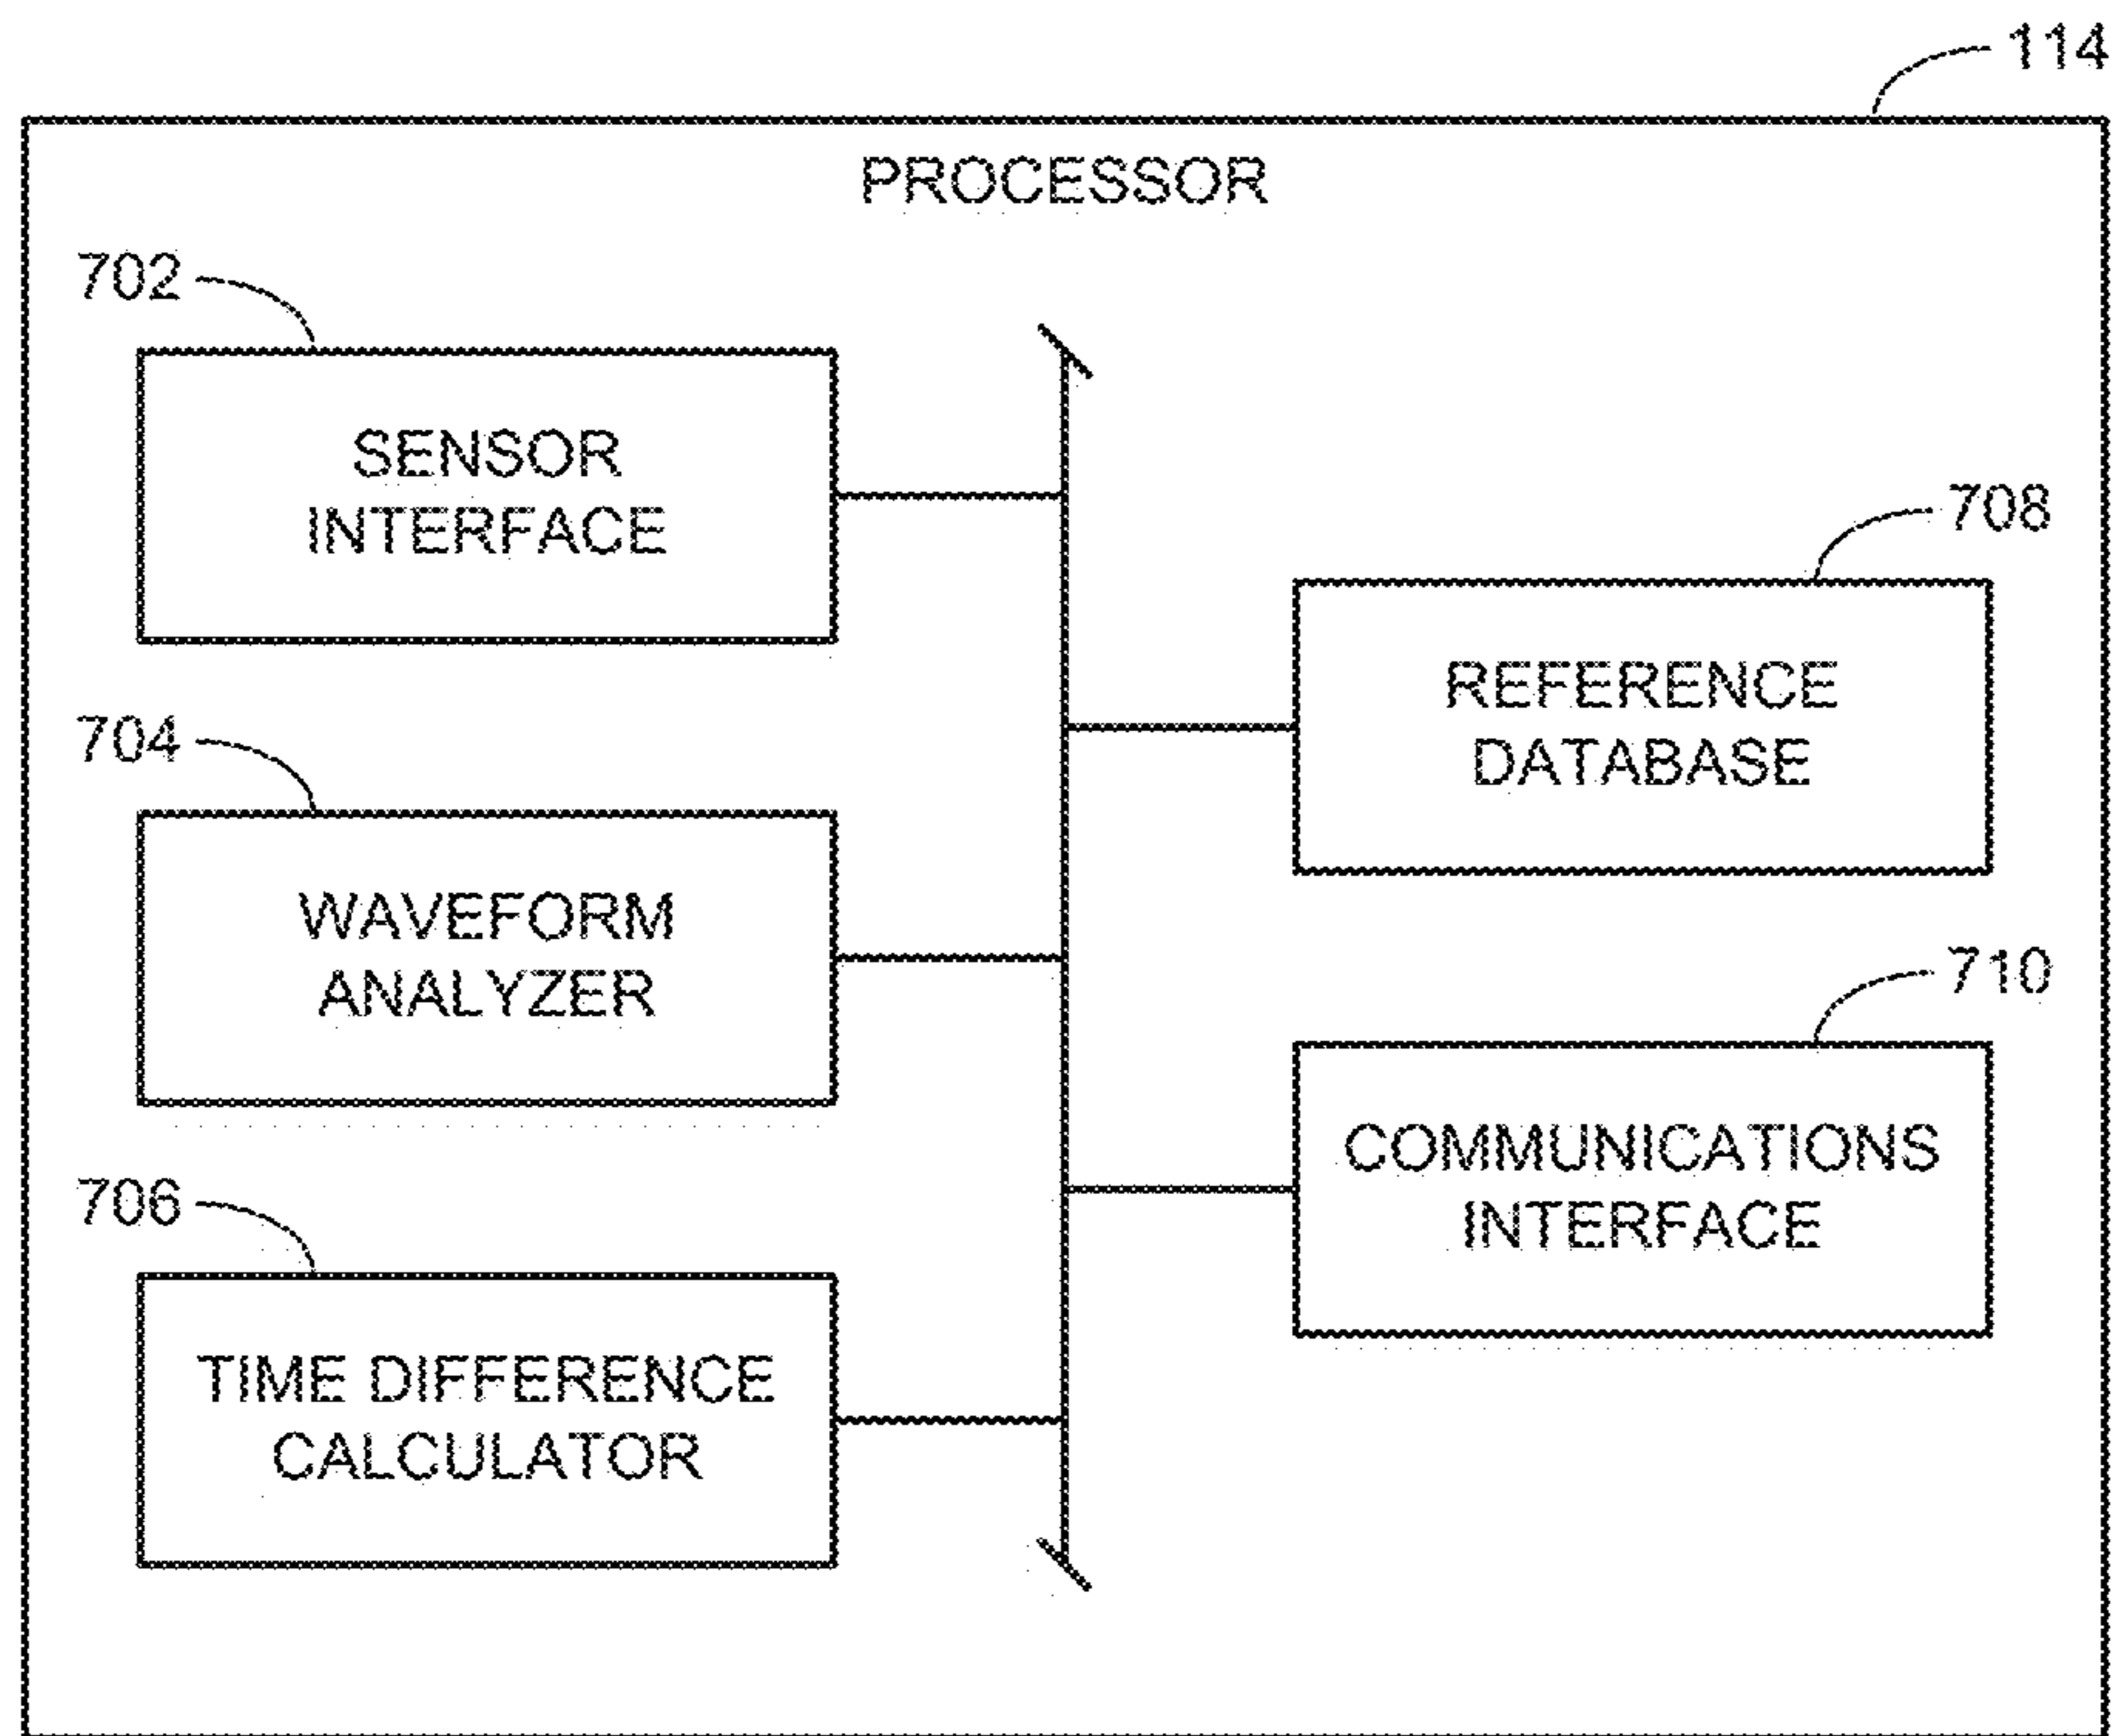 114
PROCESSOR
702
SENSOR
INTERFACE
708
REFERENCE
DATABASE
704
WAVEFORM
ANALYZER
710
COMMUNICATIONS
INTERFACE
706
TIME DIFFERENCE
CALCULATOR